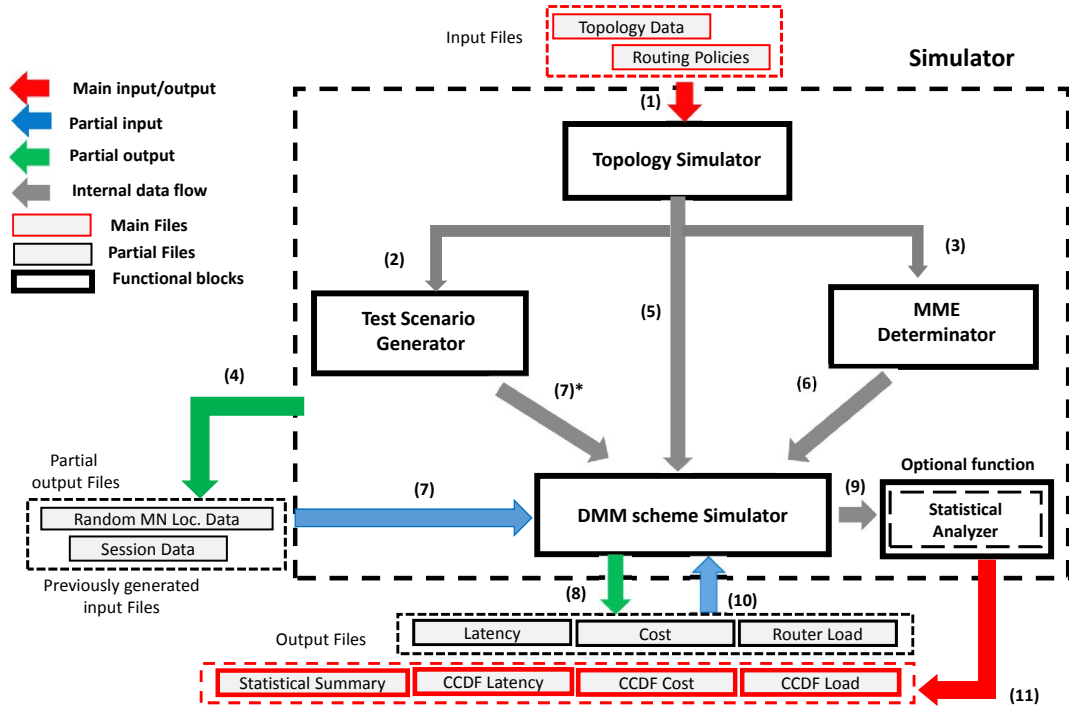 Input Files
Topology Data
Routing Policies
Simulator
Main input/output
Partial input
Partial output
Internal data flow
Main Files
Partial Files
Functional blocks
(1)
Topology Simulator
(2)
(3)
Test Scenario
Generator
(5)
MME
Determinator
(4)
(7)*
(6)
Partial
output Files
Random MN Loc. Data
Session Data
Previously generated
input Files
(7)
DMM scheme Simulator
(9)
Optional function
Statistical
Analyzer
(8)
(10)
Output Files
Latency
Cost
Router Load
Statistical Summary
CCDF Latency
CCDF Cost
CCDF Load
(11)